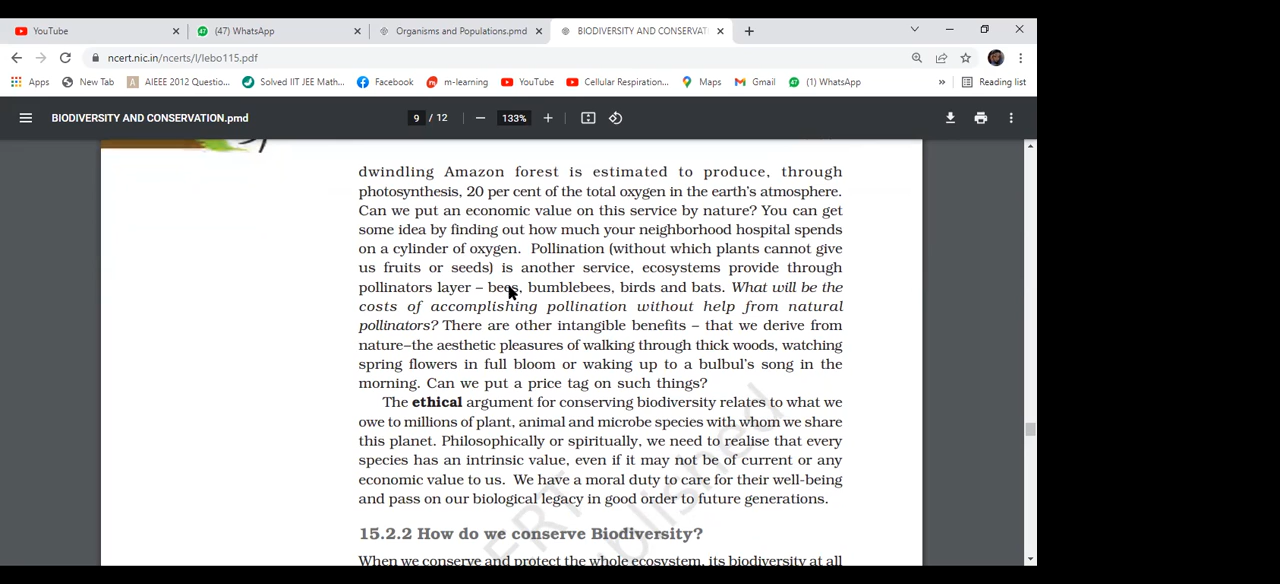 YouTube
(47) WhatsApp
Organisms and Populations.pmd
BIODIVERSITY AND CONSERVAT
ncert.nic.in/ncerts/l/lebo115.pdf
Apps New Tab AIEEE 2012 Questio... Solved IIT JEE Math... Facebook m-learning YouTube Cellular Respiration... Maps Gmail (1) WhatsApp » Reading list
BIODIVERSITY AND CONSERVATION.pmd 9 / 12 133%
dwindling Amazon forest is estimated to produce, through
photosynthesis, 20 per cent of the total oxygen in the earth's atmosphere.
Can we put an economic value on this service by nature? You can get
some idea by finding out how much your neighborhood hospital spends
on a cylinder of oxygen. Pollination (without which plants cannot give
us fruits or seeds) is another service, ecosystems provide through
pollinators layer – bees, bumblebees, birds and bats. What will be the
costs of accomplishing pollination without help from natural
pollinators? There are other intangible benefits – that we derive from
nature–the aesthetic pleasures of walking through thick woods, watching
spring flowers in full bloom or waking up to a bulbul's song in the
morning. Can we put a price tag on such things?
The ethical argument for conserving biodiversity relates to what we
owe to millions of plant, animal and microbe species with whom we share
this planet. Philosophically or spiritually, we need to realise that every
species has an intrinsic value, even if it may not be of current or any
economic value to us. We have a moral duty to care for their well-being
and pass on our biological legacy in good order to future generations.
15.2.2 How do we conserve Biodiversity?
When we conserve and protect the whole ecosystem, its biodiversity at all